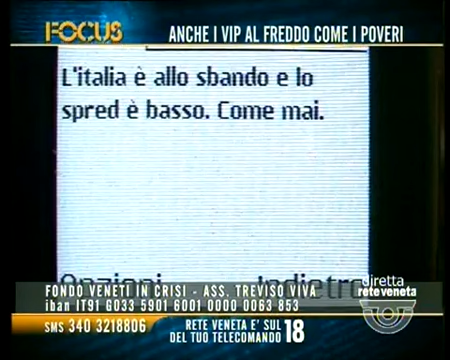 FOCUS
ANCHE I VIP AL FREDDO COME I POVERI
L'italia è allo sbando e lo
spred è basso. Come mai.
Opzioni Indietro
diretta
reteveneta
FONDO VENETI IN CRISI - ASS. TREVISO VIVA
iban IT91 G033 5901 6001 0000 0063 853
SMS 340 3218806
RETE VENETA E' SUL
DEL TUO TELECOMANDO 18